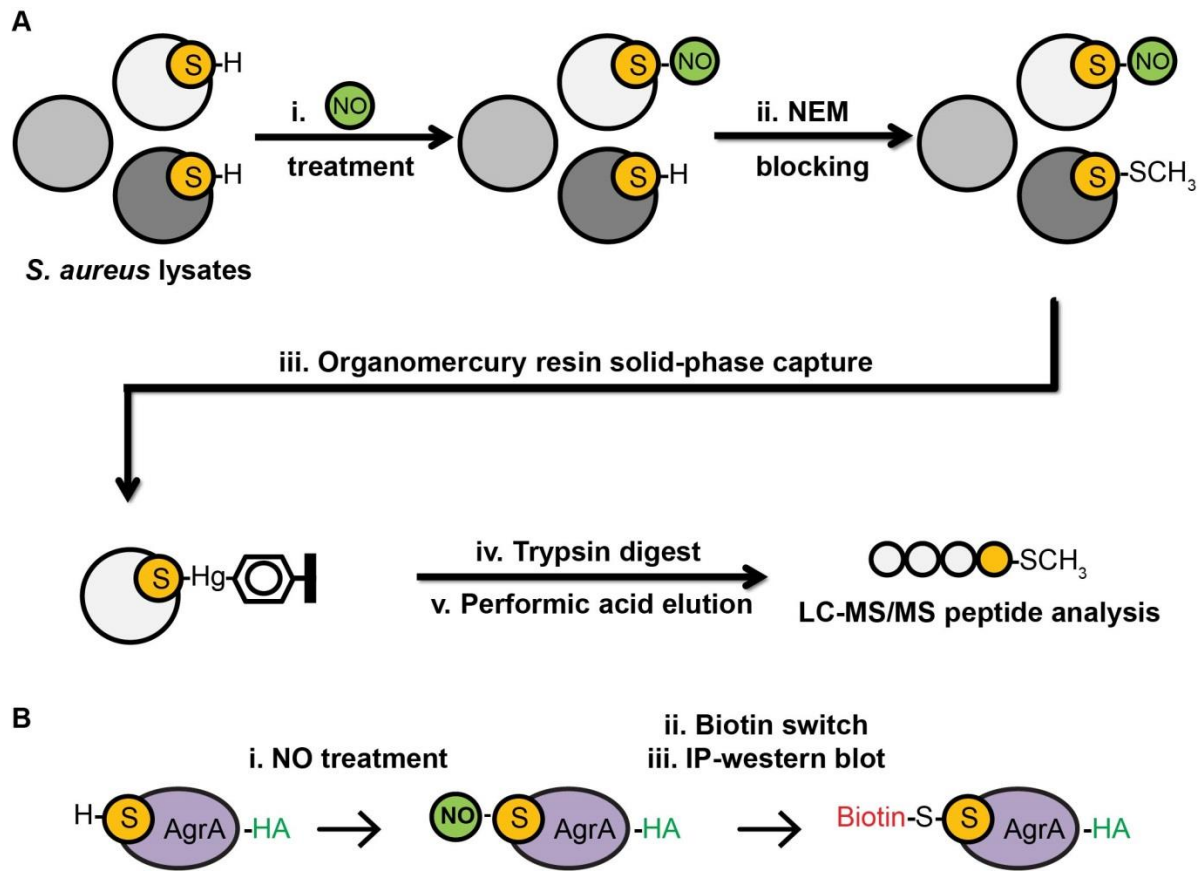 A
S-H
S-H
S. aureus lysates
i. NO
treatment
S-NO
S-H
ii. NEM
blocking
S-NO
S-SCH3
iii. Organomercury resin solid-phase capture
S-Hg-
iv. Trypsin digest
v. Performic acid elution
-SCH3
LC-MS/MS peptide analysis
B
H-S AgrA -HA
i. NO treatment
NO-S AgrA -HA
ii. Biotin switch
iii. IP-western blot
Biotin-S-S AgrA -HA